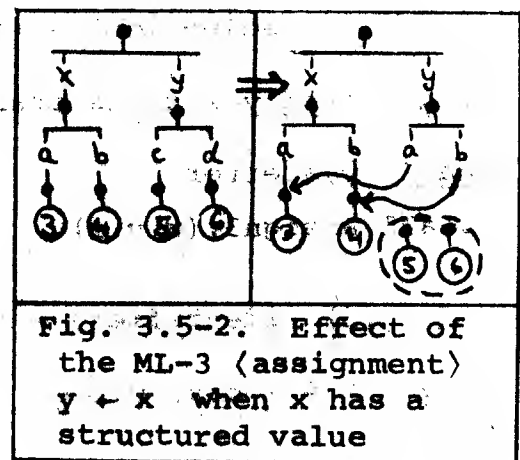 x y ⇒ x y
a b c d a b a b
3 4 5 6 3 4 5 6
Fig. 3.5-2. Effect of
the ML-3 ⟨assignment⟩
y ← x when x has a
structured value